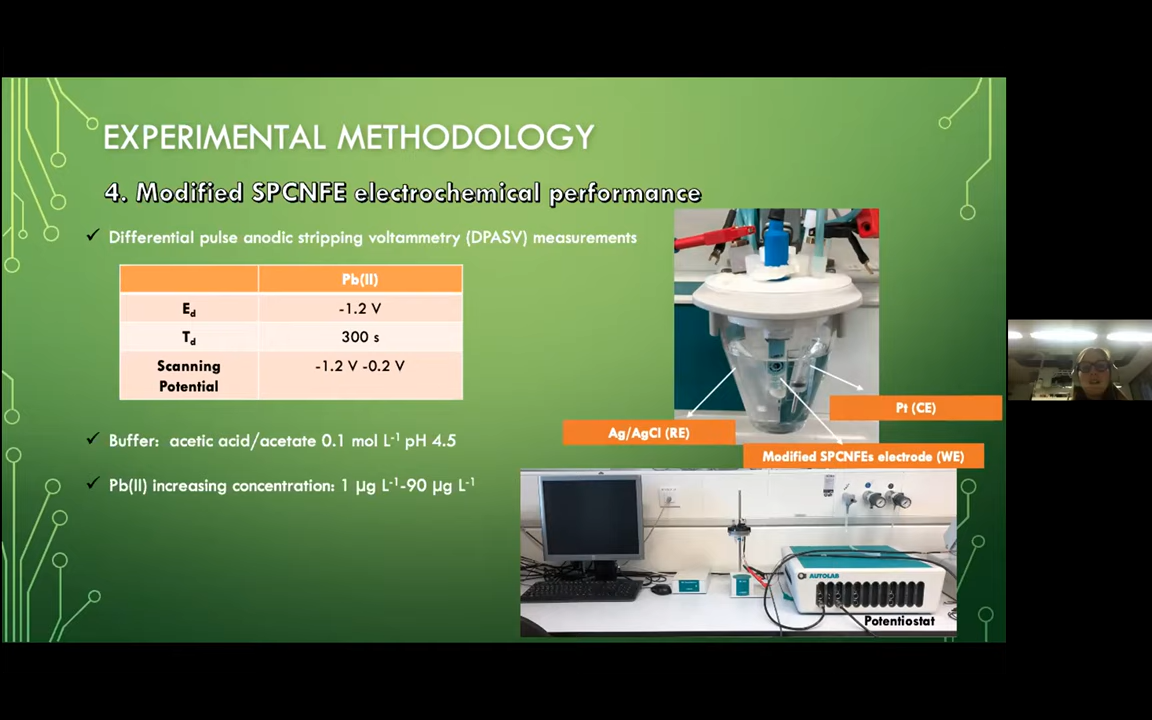 EXPERIMENTAL METHODOLOGY
4. Modified SPCNFE electrochemical performance
✓ Differential pulse anodic stripping voltammetry (DPASV) measurements
Pb(II)
Ed -1.2 V
Td 300 s
Scanning Potential -1.2 V -0.2 V
✓ Buffer: acetic acid/acetate 0.1 mol L-1 pH 4.5
✓ Pb(II) increasing concentration: 1 µg L-1-90 µg L-1
Pt (CE)
Ag/AgCl (RE)
Modified SPCNFEs electrode (WE)
AUTOLAB
Potentiostat